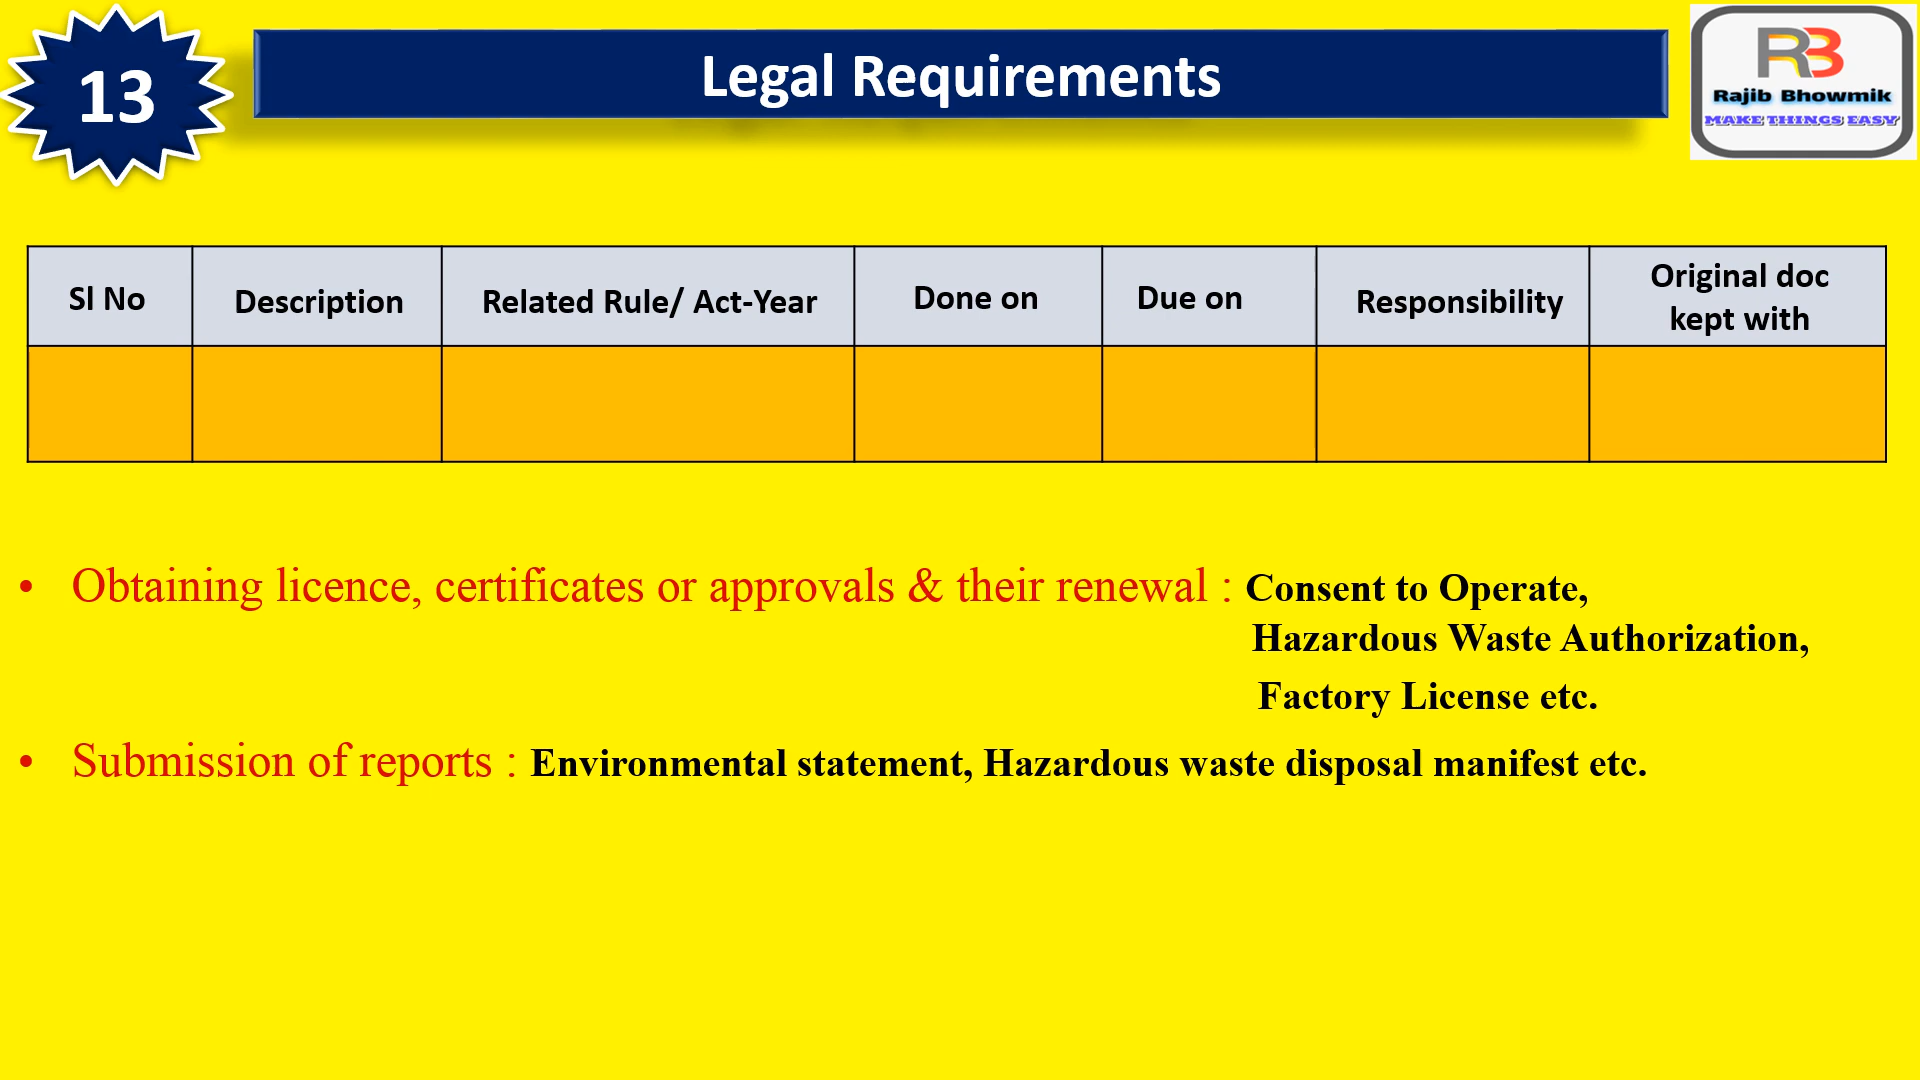 13
Legal Requirements
RB
Rajib Bhowmik
MAKE THINGS EASY
Sl No
Description
Related Rule/ Act-Year
Done on
Due on
Responsibility
Original doc
kept with
• Obtaining licence, certificates or approvals & their renewal : Consent to Operate,
Hazardous Waste Authorization,
Factory License etc.
• Submission of reports : Environmental statement, Hazardous waste disposal manifest etc.